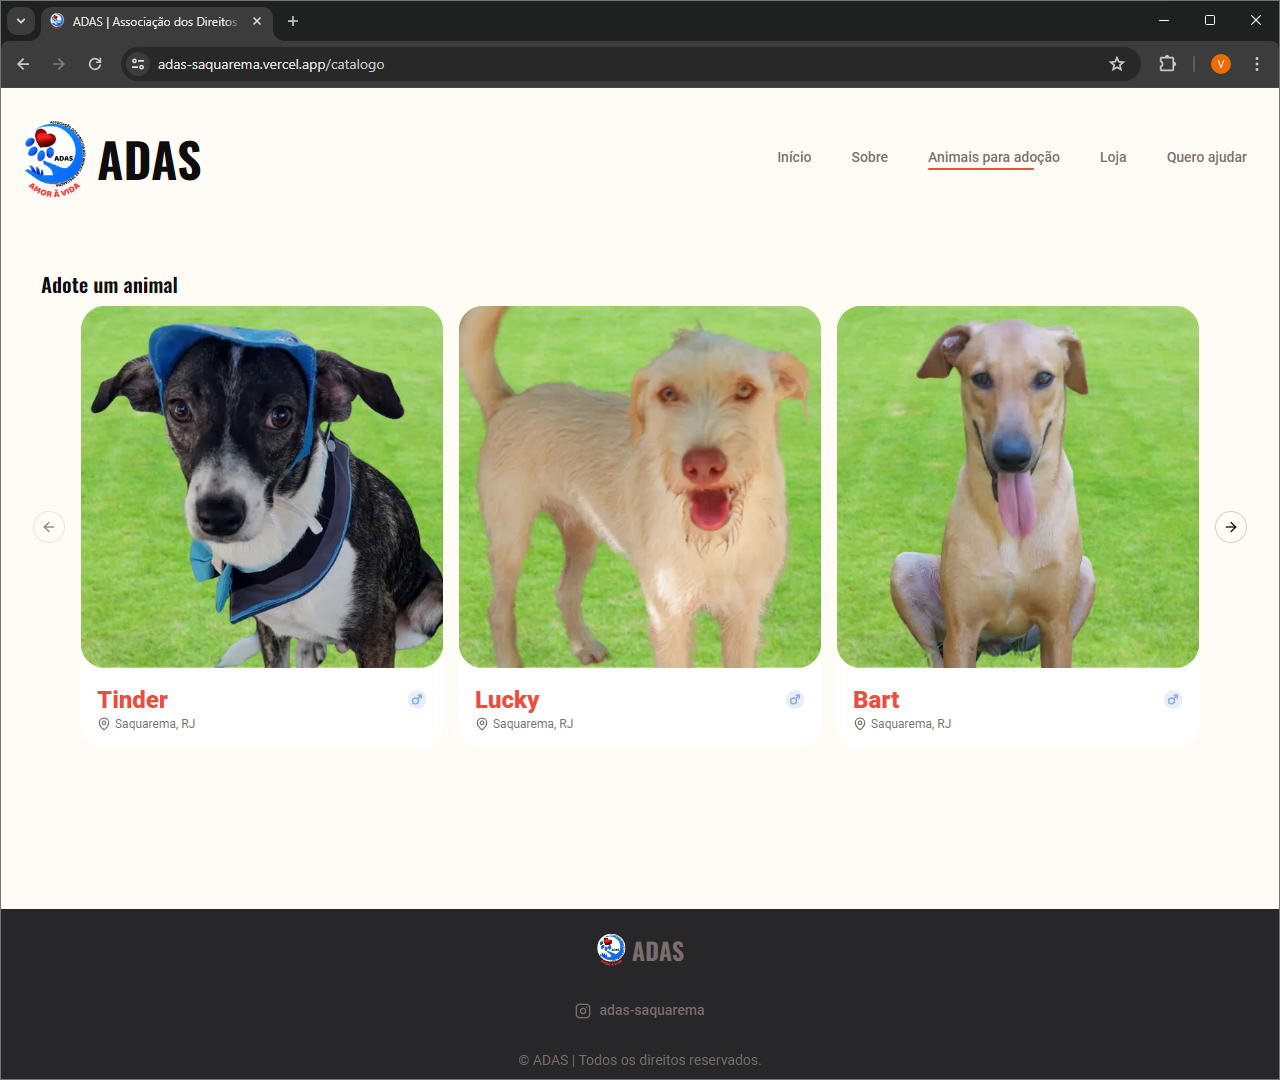 ADAS | Associação dos Direitos
adas-saquarema.vercel.app/catalogo
V
ADAS
AMOR À VIDA
ADAS
Início
Sobre
Animais para adoção
Loja
Quero ajudar
Adote um animal
Tinder
Saquarema, RJ
Lucky
Saquarema, RJ
Bart
Saquarema, RJ
ADAS
adas-saquarema
© ADAS | Todos os direitos reservados.